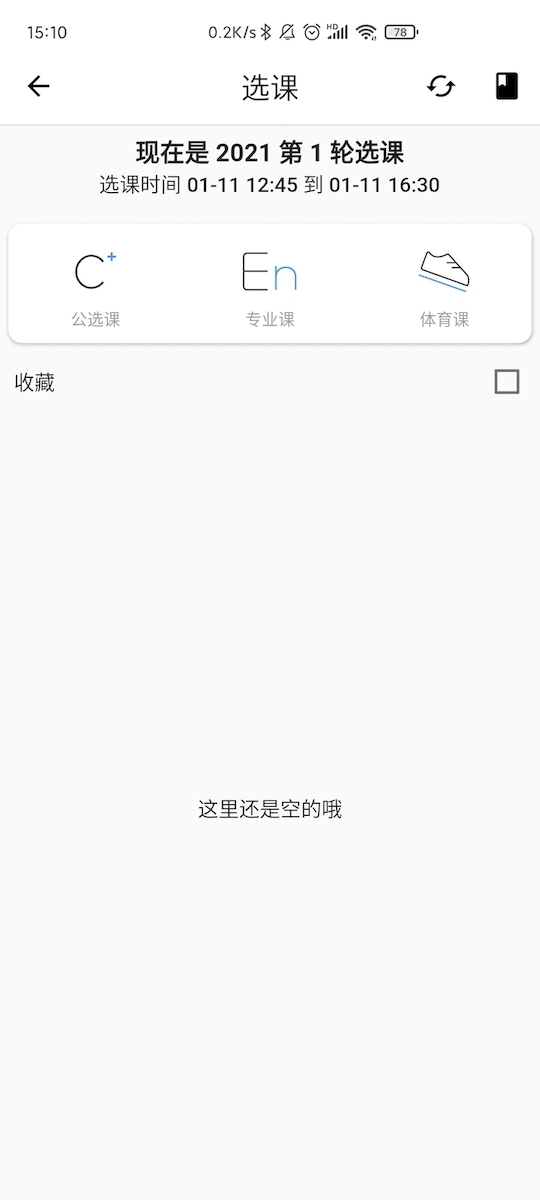 15:10 0.2K/s HD 78
选课
现在是 2021 第 1 轮选课
选课时间 01-11 12:45 到 01-11 16:30
C+ En
公选课 专业课 体育课
收藏
这里还是空的哦